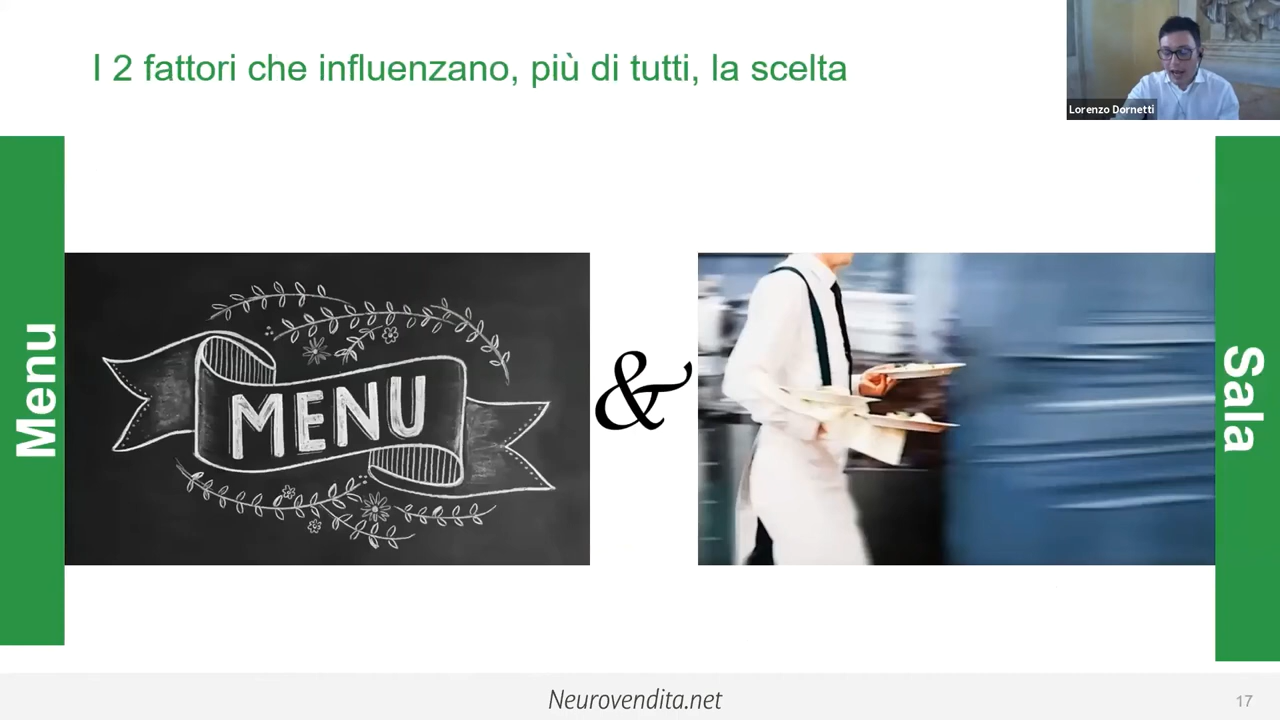 I 2 fattori che influenzano, più di tutti, la scelta
Lorenzo Dornetti
Menu
MENU
&
Sala
Neurovendita.net
17